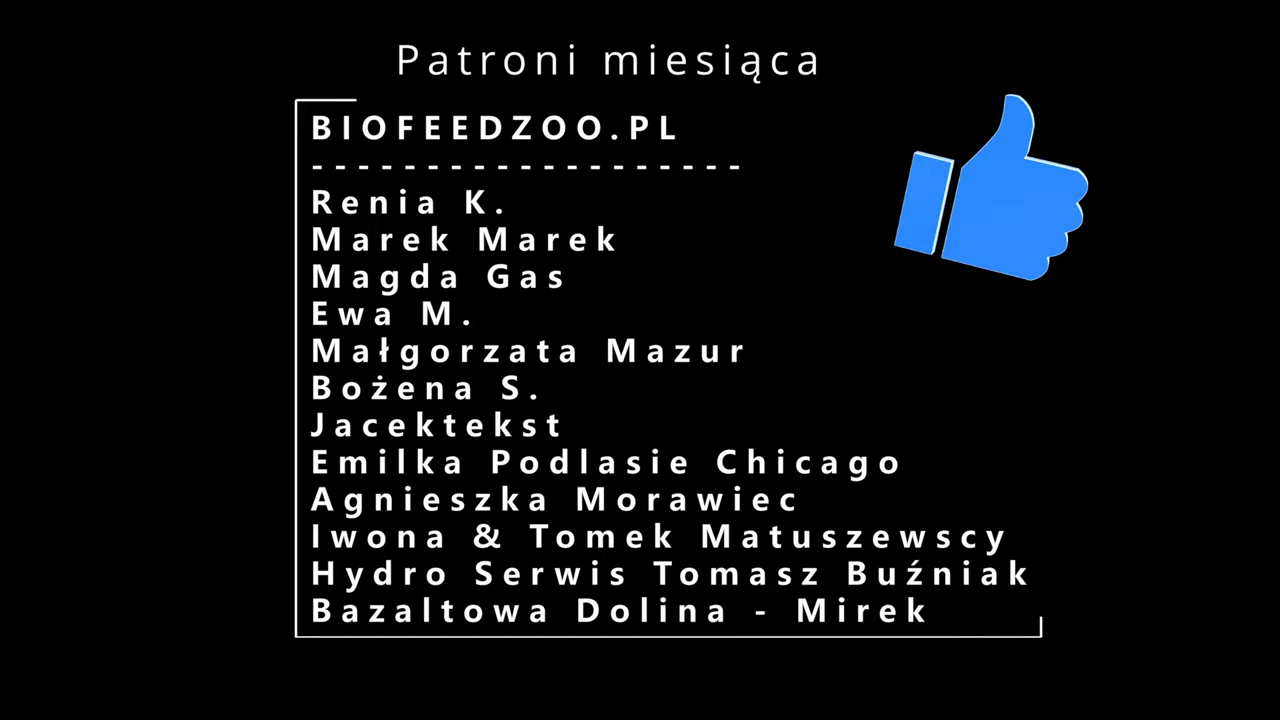 Patroni miesiąca
BIOFEEDZOO.PL
-------------------
Renia K.
Marek Marek
Magda Gas
Ewa M.
Małgorzata Mazur
Bożena S.
Jacektekst
Emilka Podlasie Chicago
Agnieszka Morawiec
Iwona & Tomek Matuszewscy
Hydro Serwis Tomasz Buźniak
Bazaltowa Dolina - Mirek